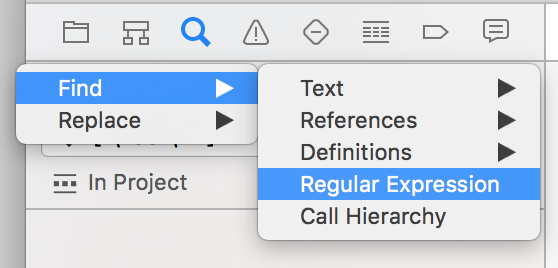 Find
Replace
Text
References
Definitions
Regular Expression
Call Hierarchy
In Project